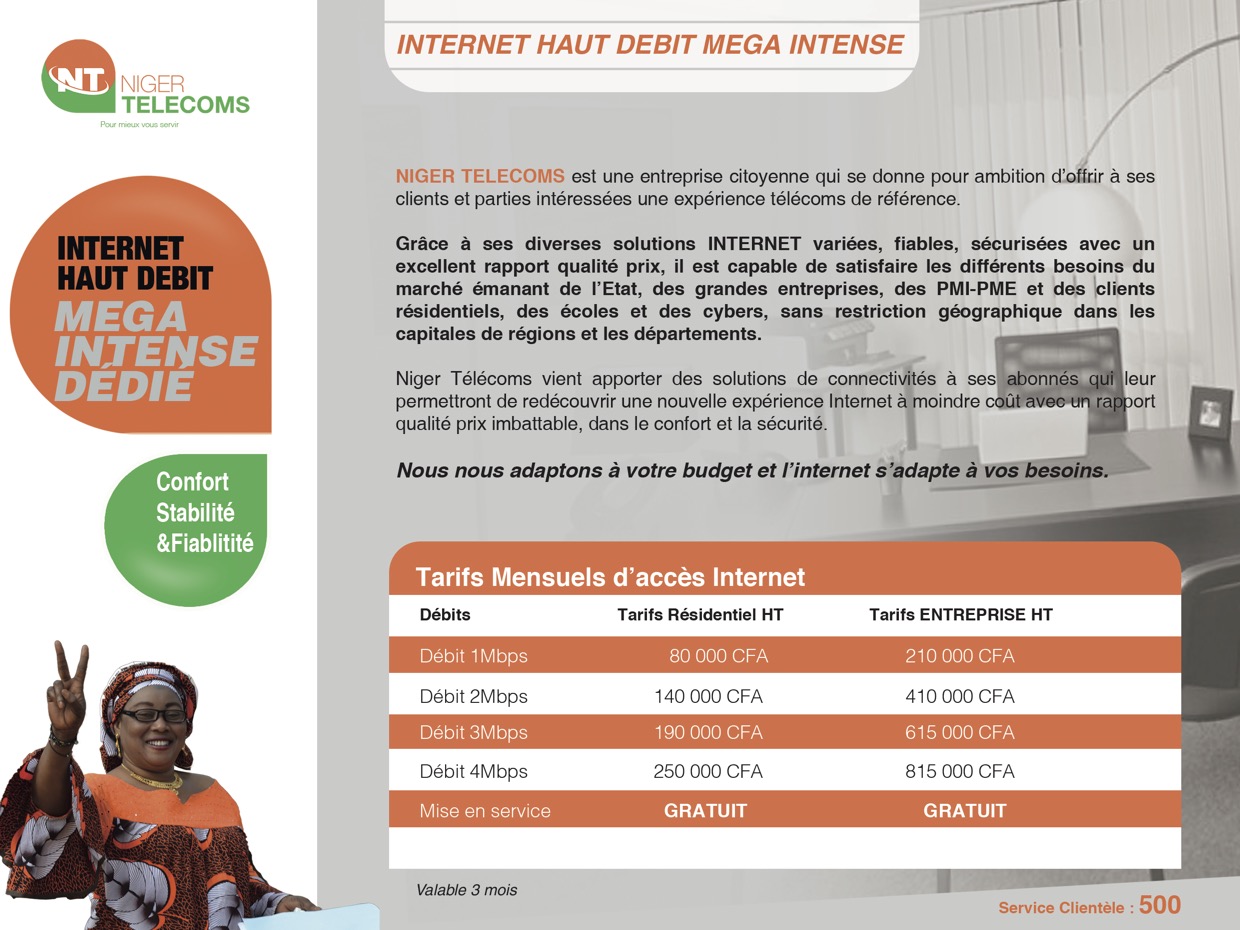 NT NIGER
TELECOMS
Pour mieux vous servir
INTERNET
HAUT DEBIT
MEGA
INTENSE
DÉDIÉ
Confort
Stabilité
&Fiablitité
INTERNET HAUT DEBIT MEGA INTENSE
NIGER TELECOMS est une entreprise citoyenne qui se donne pour ambition d’offrir à ses
clients et parties intéressées une expérience télécoms de référence.
Grâce à ses diverses solutions INTERNET variées, fiables, sécurisées avec un
excellent rapport qualité prix, il est capable de satisfaire les différents besoins du
marché émanant de l’Etat, des grandes entreprises, des PMI-PME et des clients
résidentiels, des écoles et des cybers, sans restriction géographique dans les
capitales de régions et les départements.
Niger Télécoms vient apporter des solutions de connectivités à ses abonnés qui leur
permettront de redécouvrir une nouvelle expérience Internet à moindre coût avec un rapport
qualité prix imbattable, dans le confort et la sécurité.
Nous nous adaptons à votre budget et l’internet s’adapte à vos besoins.
Tarifs Mensuels d’accès Internet
Débits Tarifs Résidentiel HT Tarifs ENTREPRISE HT
Débit 1Mbps 80 000 CFA 210 000 CFA
Débit 2Mbps 140 000 CFA 410 000 CFA
Débit 3Mbps 190 000 CFA 615 000 CFA
Débit 4Mbps 250 000 CFA 815 000 CFA
Mise en service GRATUIT GRATUIT
Valable 3 mois
Service Clientèle : 500